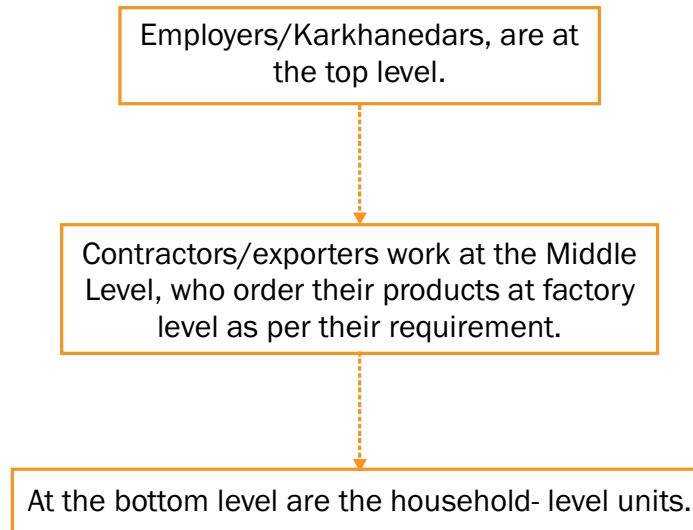 Employers/Karkhanedars, are at
the top level.
Contractors/exporters work at the Middle
Level, who order their products at factory
level as per their requirement.
At the bottom level are the household- level units.